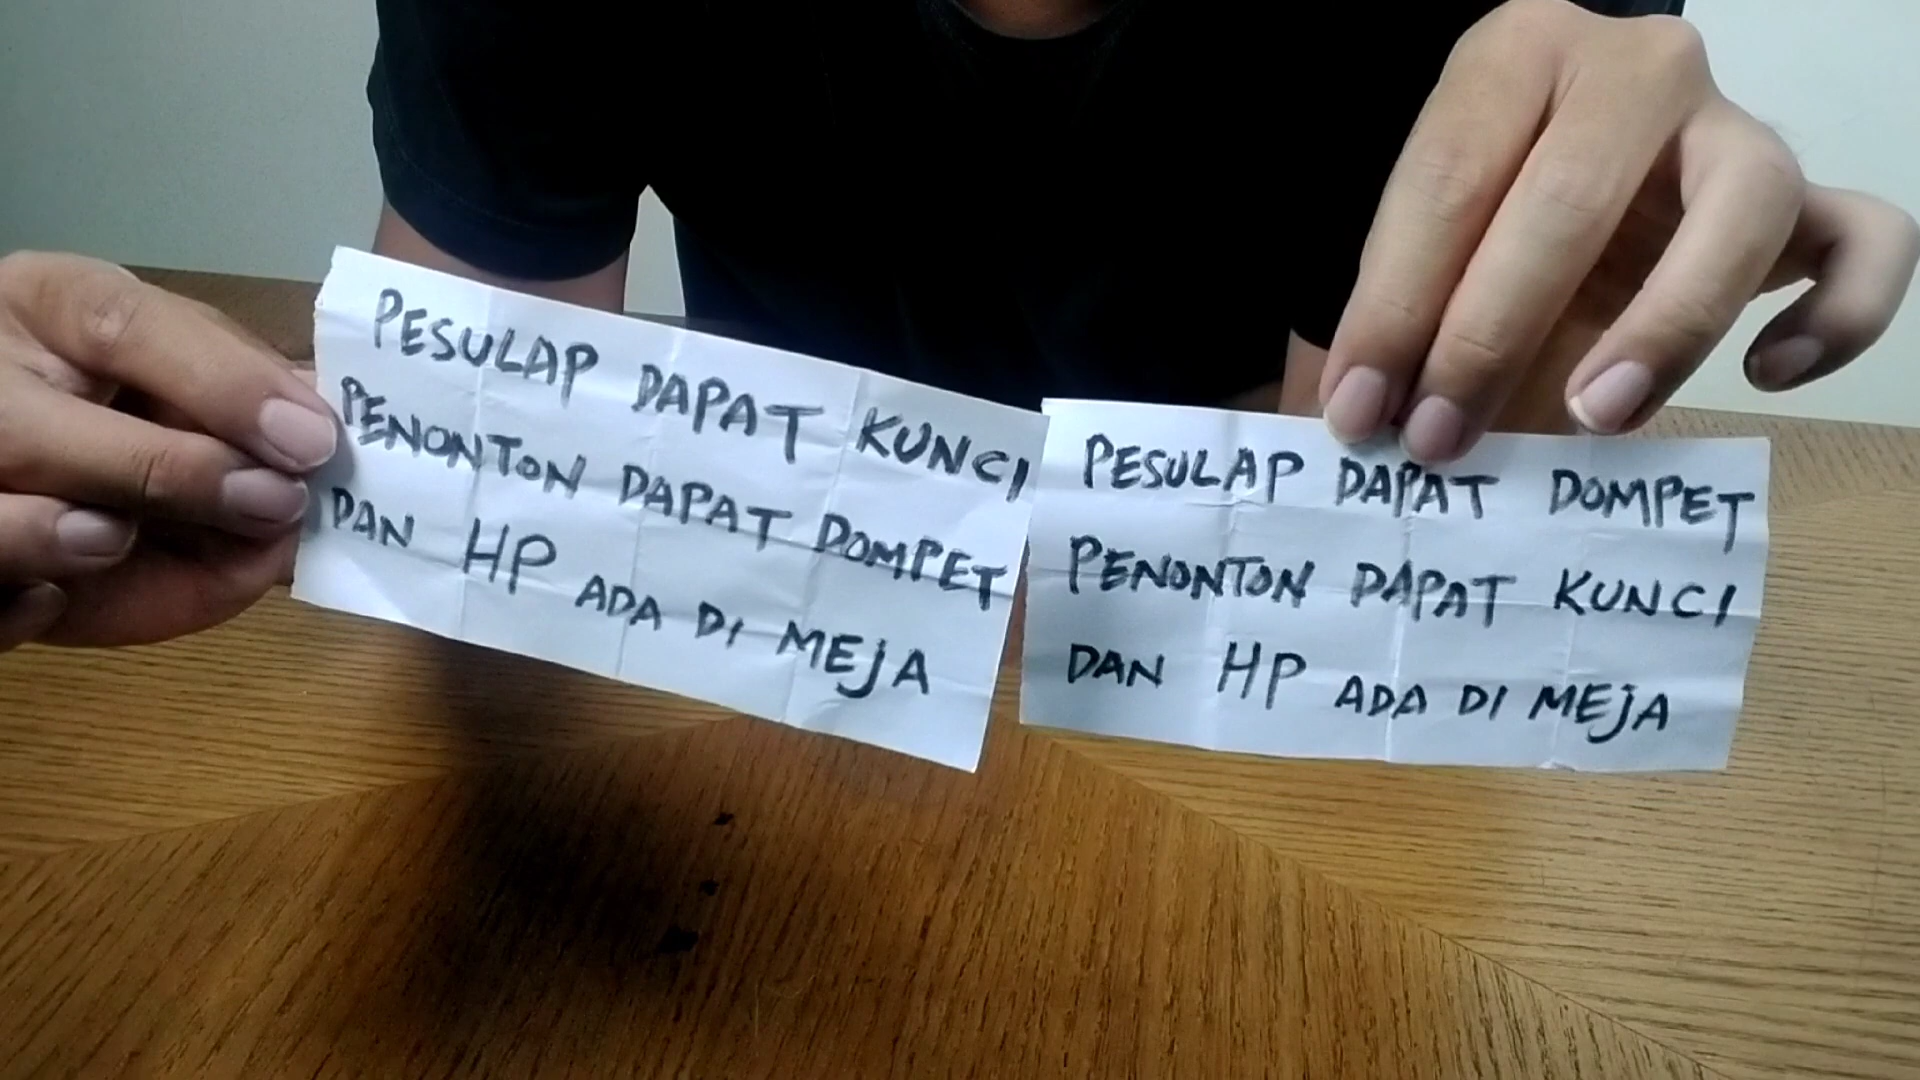 PESULAP DAPAT KUNCI
PENONTON DAPAT DOMPET
DAN HP ADA DI MEJA
PESULAP DAPAT DOMPET
PENONTON DAPAT KUNCI
DAN HP ADA DI MEJA